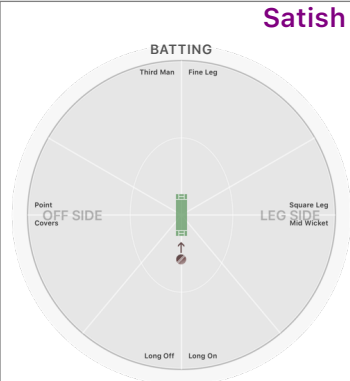 Satish
BATTING
Third Man
Fine Leg
Point
Square Leg
OFF SIDE
LEG SIDE
Covers
Mid Wicket
Long Off
Long On